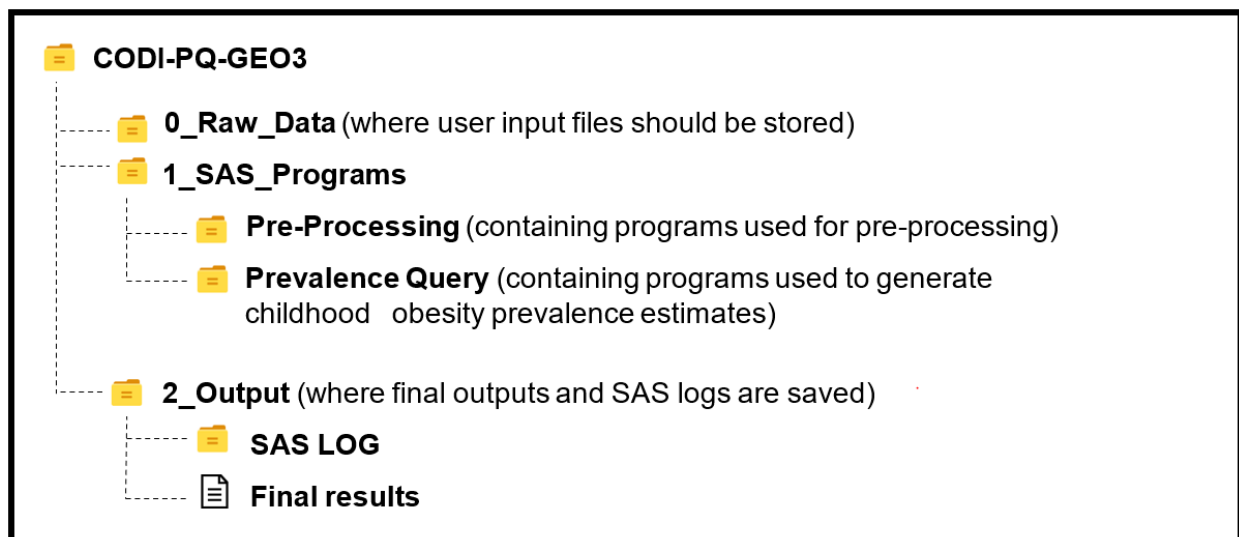 CODI-PQ-GEO3
0_Raw_Data (where user input files should be stored)
1_SAS_Programs
Pre-Processing (containing programs used for pre-processing)
Prevalence Query (containing programs used to generate
childhood obesity prevalence estimates)
2_Output (where final outputs and SAS logs are saved)
SAS LOG
Final results